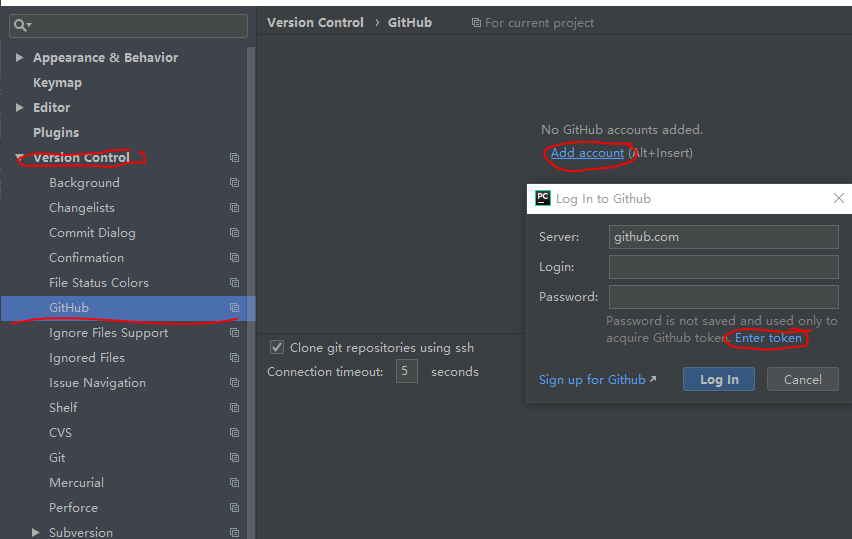 Version Control › GitHub For current project
Appearance & Behavior
Keymap
Editor
Plugins
Version Control
Background
Changelists
Commit Dialog
Confirmation
File Status Colors
GitHub
Ignore Files Support
Ignored Files
Issue Navigation
Shelf
CVS
Git
Mercurial
Perforce
Subversion
No GitHub accounts added.
Add account (Alt+Insert)
PC Log In to Github
Server: github.com
Login:
Password:
Password is not saved and used only to
acquire Github token. Enter token
Sign up for Github Log In Cancel
Clone git repositories using ssh
Connection timeout: 5 seconds